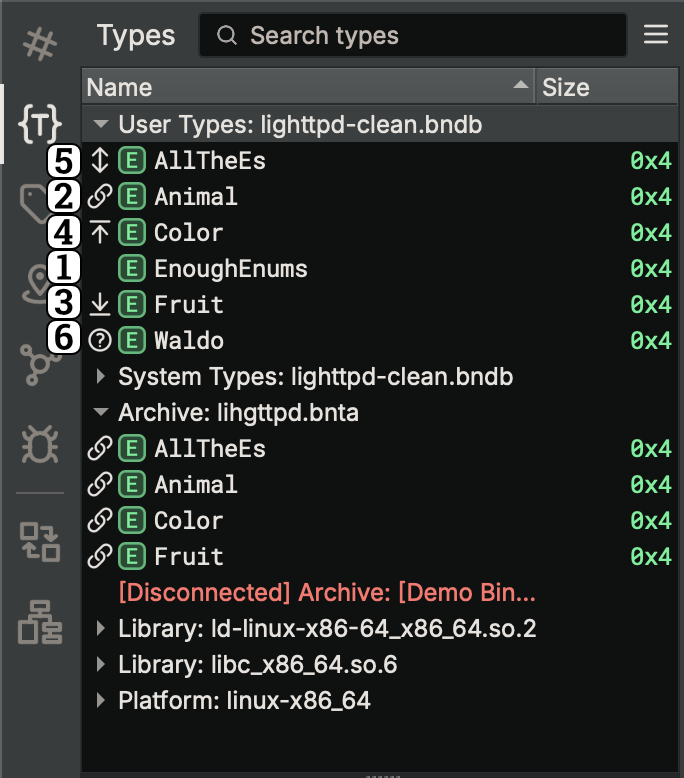 Types Search types
Name Size
User Types: lighttpd-clean.bndb
5 E AllTheEs 0x4
2 E Animal 0x4
4 E Color 0x4
1 E EnoughEnums 0x4
3 E Fruit 0x4
6 ? E Waldo 0x4
System Types: lighttpd-clean.bndb
Archive: lihgttpd.bnta
E AllTheEs 0x4
E Animal 0x4
E Color 0x4
E Fruit 0x4
[Disconnected] Archive: [Demo Bin...
Library: ld-linux-x86-64_x86_64.so.2
Library: libc_x86_64.so.6
Platform: linux-x86_64